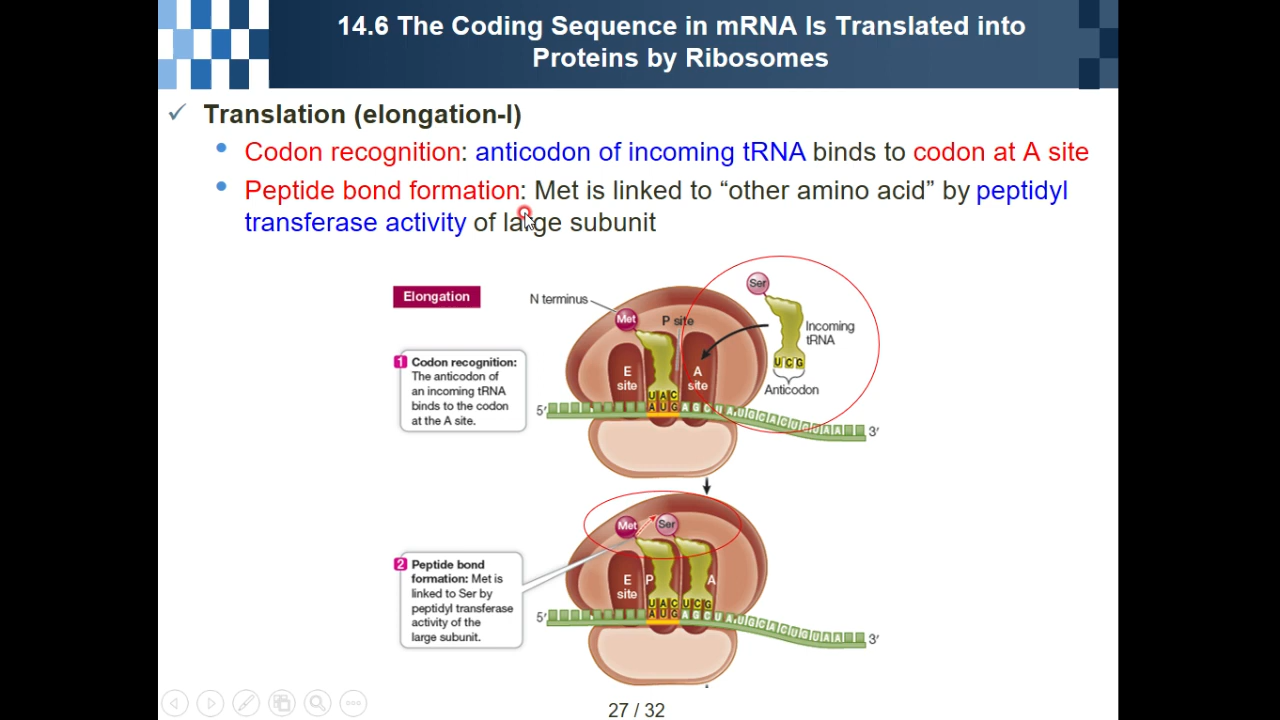 14.6 The Coding Sequence in mRNA Is Translated into
Proteins by Ribosomes
✓ Translation (elongation-I)
• Codon recognition: anticodon of incoming tRNA binds to codon at A site
• Peptide bond formation: Met is linked to “other amino acid” by peptidyl
transferase activity of large subunit
Elongation
N terminus
Met
P site
Ser
Incoming
tRNA
UCG
Anticodon
1 Codon recognition:
The anticodon of
an incoming tRNA
binds to the codon
at the A site.
E
site
A
site
UAC
5′
AUGAGCUAUGCACUGUAA
3′
Met
Ser
2 Peptide bond
formation: Met is
linked to Ser by
peptidyl transferase
activity of the
large subunit.
E
site
P
A
UAC UCG
5′
AUGAGCUAUGCACUGUAA
3′
27 / 32